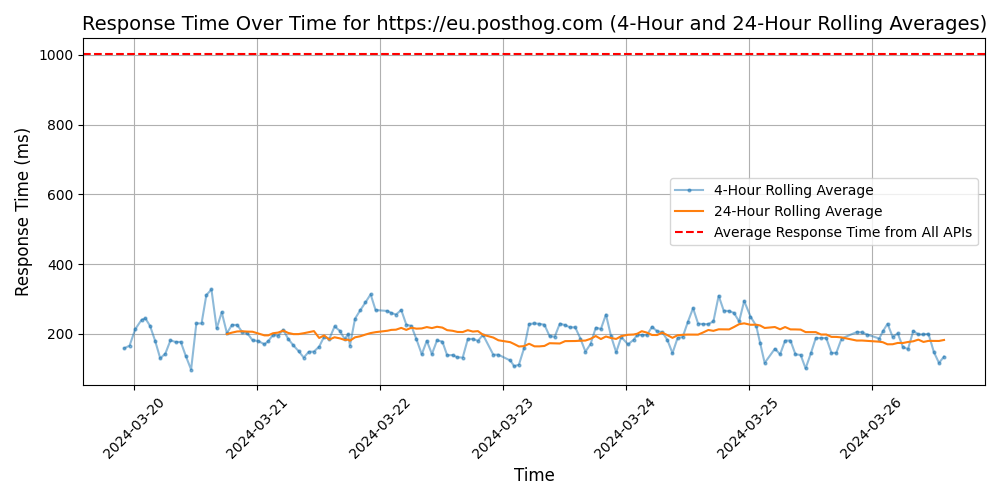 Response Time Over Time for https://eu.posthog.com (4-Hour and 24-Hour Rolling Averages)
Response Time (ms)
1000
800
600
400
200
4-Hour Rolling Average
24-Hour Rolling Average
Average Response Time from All APIs
2024-03-20
2024-03-21
2024-03-22
2024-03-23
2024-03-24
2024-03-25
2024-03-26
Time